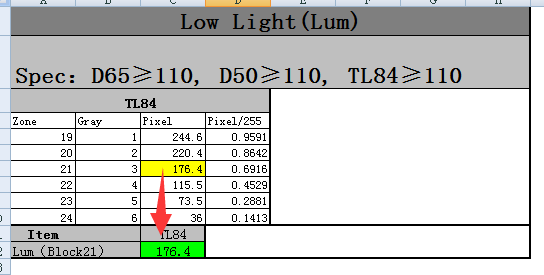 A B C D E F G H
Low Light(Lum)
Spec：D65≥110, D50≥110, TL84≥110
TL84
Zone Gray Pixel Pixel/255
19 1 244.6 0.9591
20 2 220.4 0.8642
21 3 176.4 0.6916
22 4 115.5 0.4529
23 5 73.5 0.2881
24 6 36 0.1413
Item TL84
Lum（Block21） 176.4